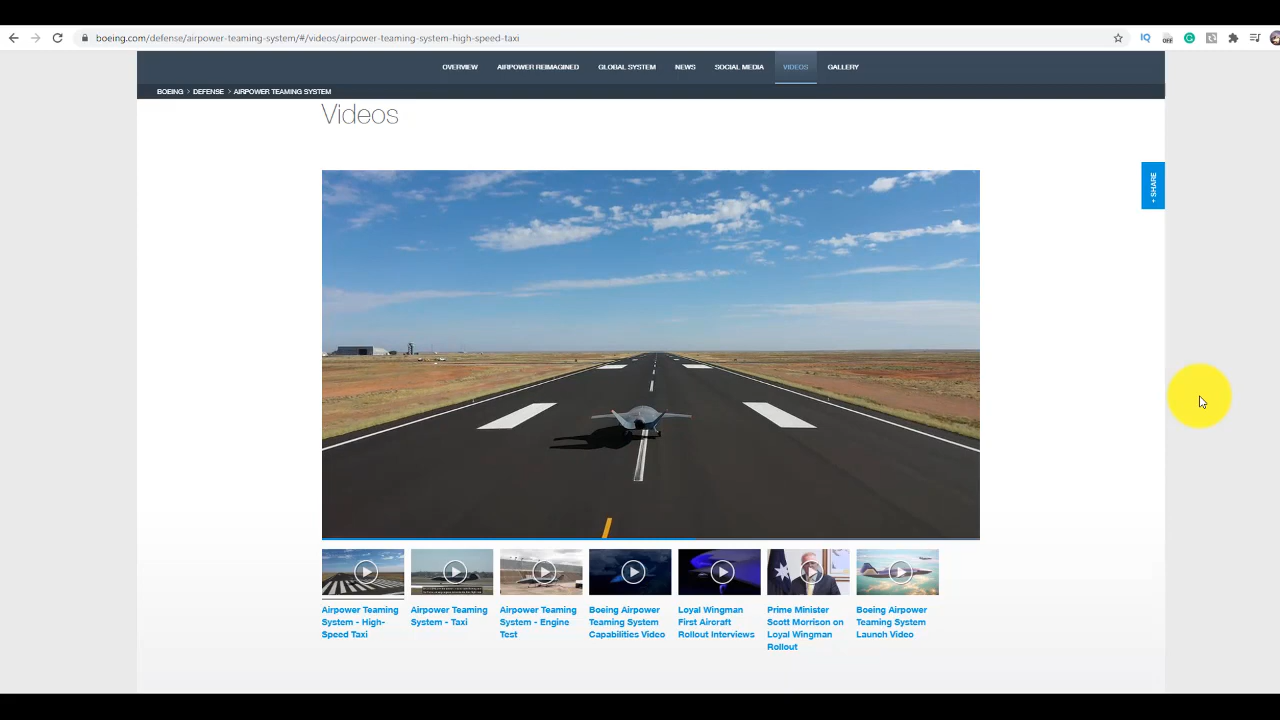 boeing.com/defense/airpower-teaming-system/#/videos/airpower-teaming-system-high-speed-taxi
IQ
OFF
OVERVIEW AIRPOWER REIMAGINED GLOBAL SYSTEM NEWS SOCIAL MEDIA VIDEOS GALLERY
BOEING > DEFENSE > AIRPOWER TEAMING SYSTEM
Videos
+ SHARE
Airpower Teaming
System - High-
Speed Taxi
Airpower Teaming
System - Taxi
Airpower Teaming
System - Engine
Test
Boeing Airpower
Teaming System
Capabilities Video
Loyal Wingman
First Aircraft
Rollout Interviews
Prime Minister
Scott Morrison on
Loyal Wingman
Rollout
Boeing Airpower
Teaming System
Launch Video